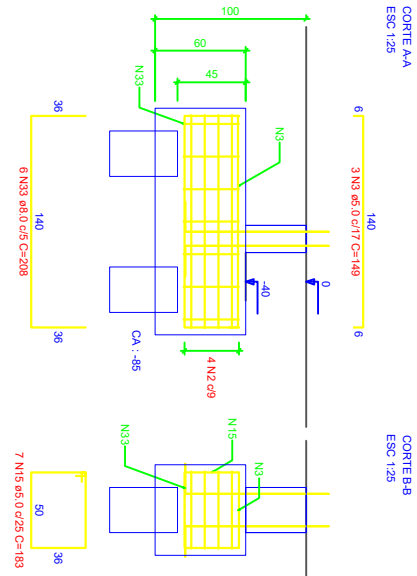 CORTE A-A
ESC 1:25
100
60
45
N33
N3
36
140
36
6 N33 ø8.0 c/5 C=208
6
140
6
3 N3 ø5.0 c/17 C=149
0
-40
CA : -85
4 N2 c/9
CORTE B-B
ESC 1:25
N15
N33
N3
50
36
7 N15 ø5.0 c/25 C=183